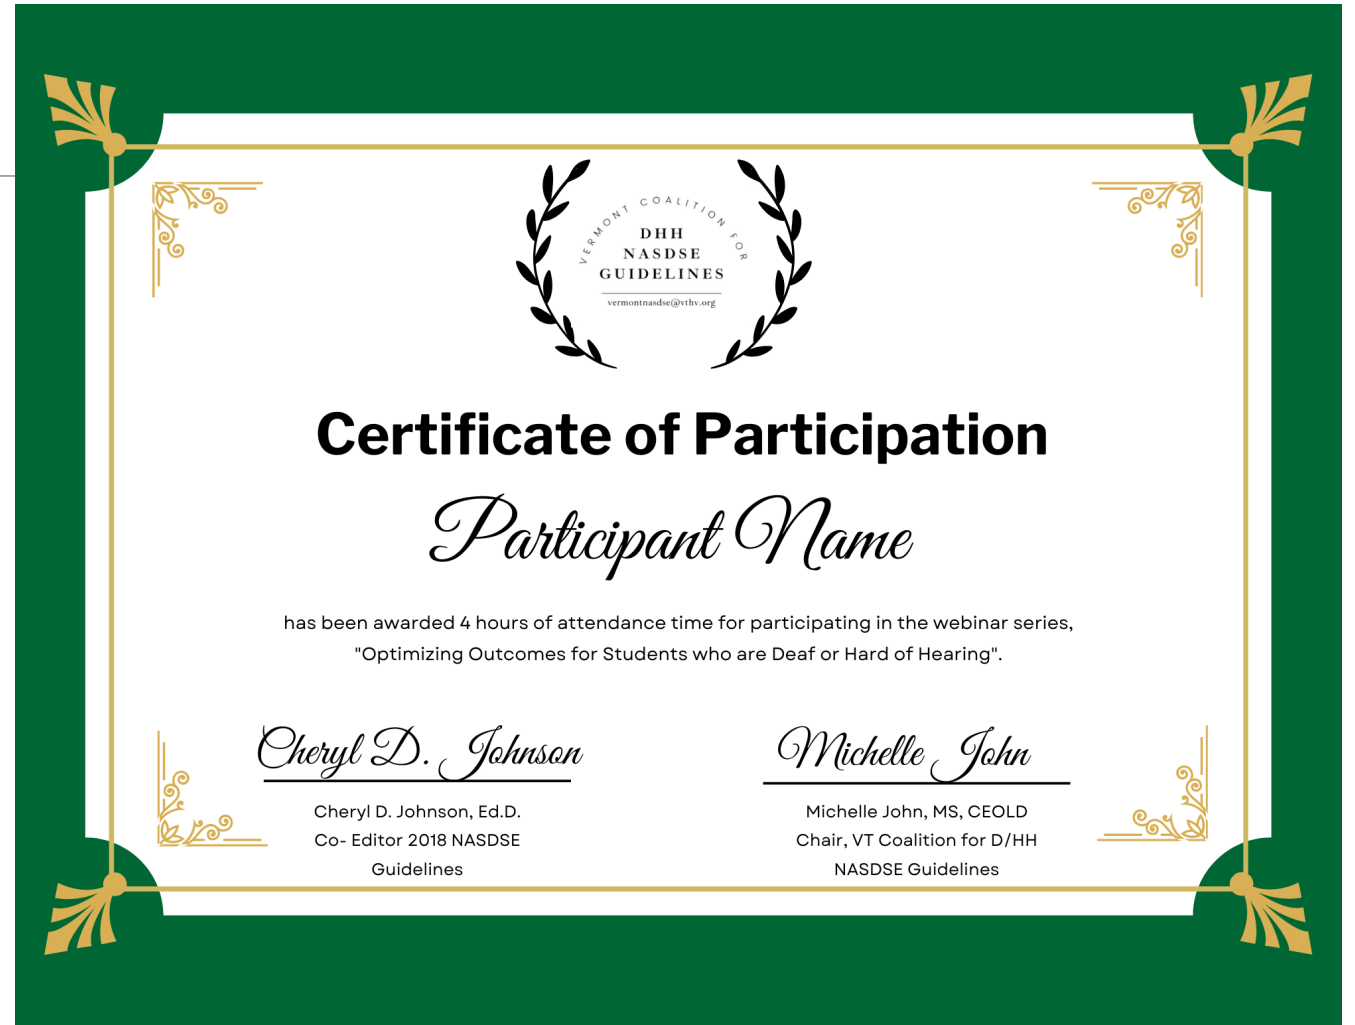 VERMONT COALITION FOR
DHH
NASDSE
GUIDELINES
vermontnasdse@vthv.org
Certificate of Participation
Participant Name
has been awarded 4 hours of attendance time for participating in the webinar series,
"Optimizing Outcomes for Students who are Deaf or Hard of Hearing".
Cheryl D. Johnson
Cheryl D. Johnson, Ed.D.
Co- Editor 2018 NASDSE
Guidelines
Michelle John
Michelle John, MS, CEOLD
Chair, VT Coalition for D/HH
NASDSE Guidelines